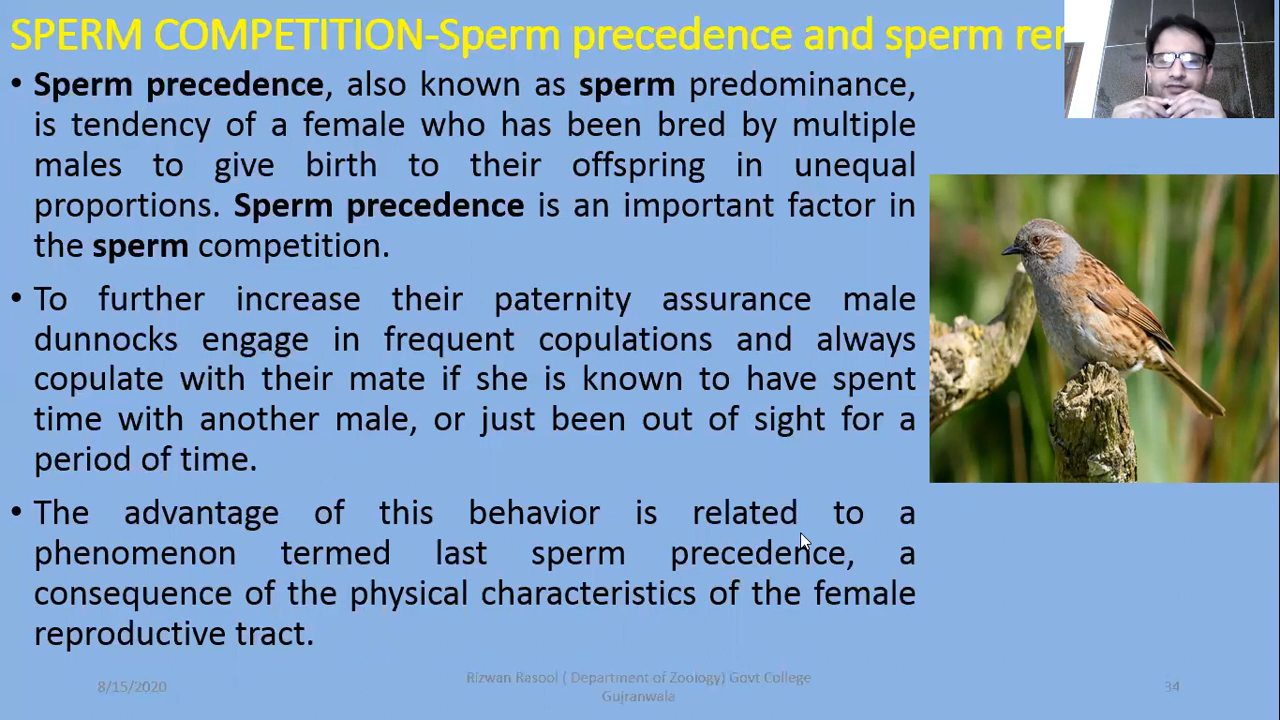 SPERM COMPETITION-Sperm precedence and sperm
• Sperm precedence, also known as sperm predominance,
is tendency of a female who has been bred by multiple
males to give birth to their offspring in unequal
proportions. Sperm precedence is an important factor in
the sperm competition.
• To further increase their paternity assurance male
dunnocks engage in frequent copulations and always
copulate with their mate if she is known to have spent
time with another male, or just been out of sight for a
period of time.
• The advantage of this behavior is related to a
phenomenon termed last sperm precedence, a
consequence of the physical characteristics of the female
reproductive tract.
8/15/2020
Rizwan Rasool ( Department of Zoology) Govt College
Gujranwala
34